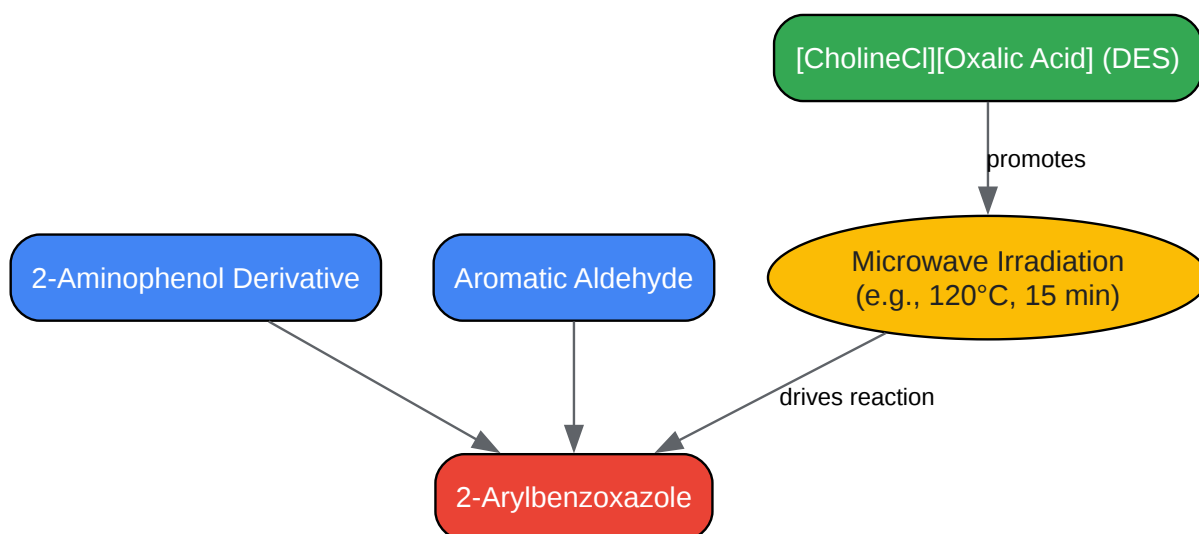 [CholineCl][Oxalic Acid] (DES)
promotes
2-Aminophenol Derivative
Aromatic Aldehyde
Microwave Irradiation
(e.g., 120°C, 15 min)
drives reaction
2-Arylbenzoxazole